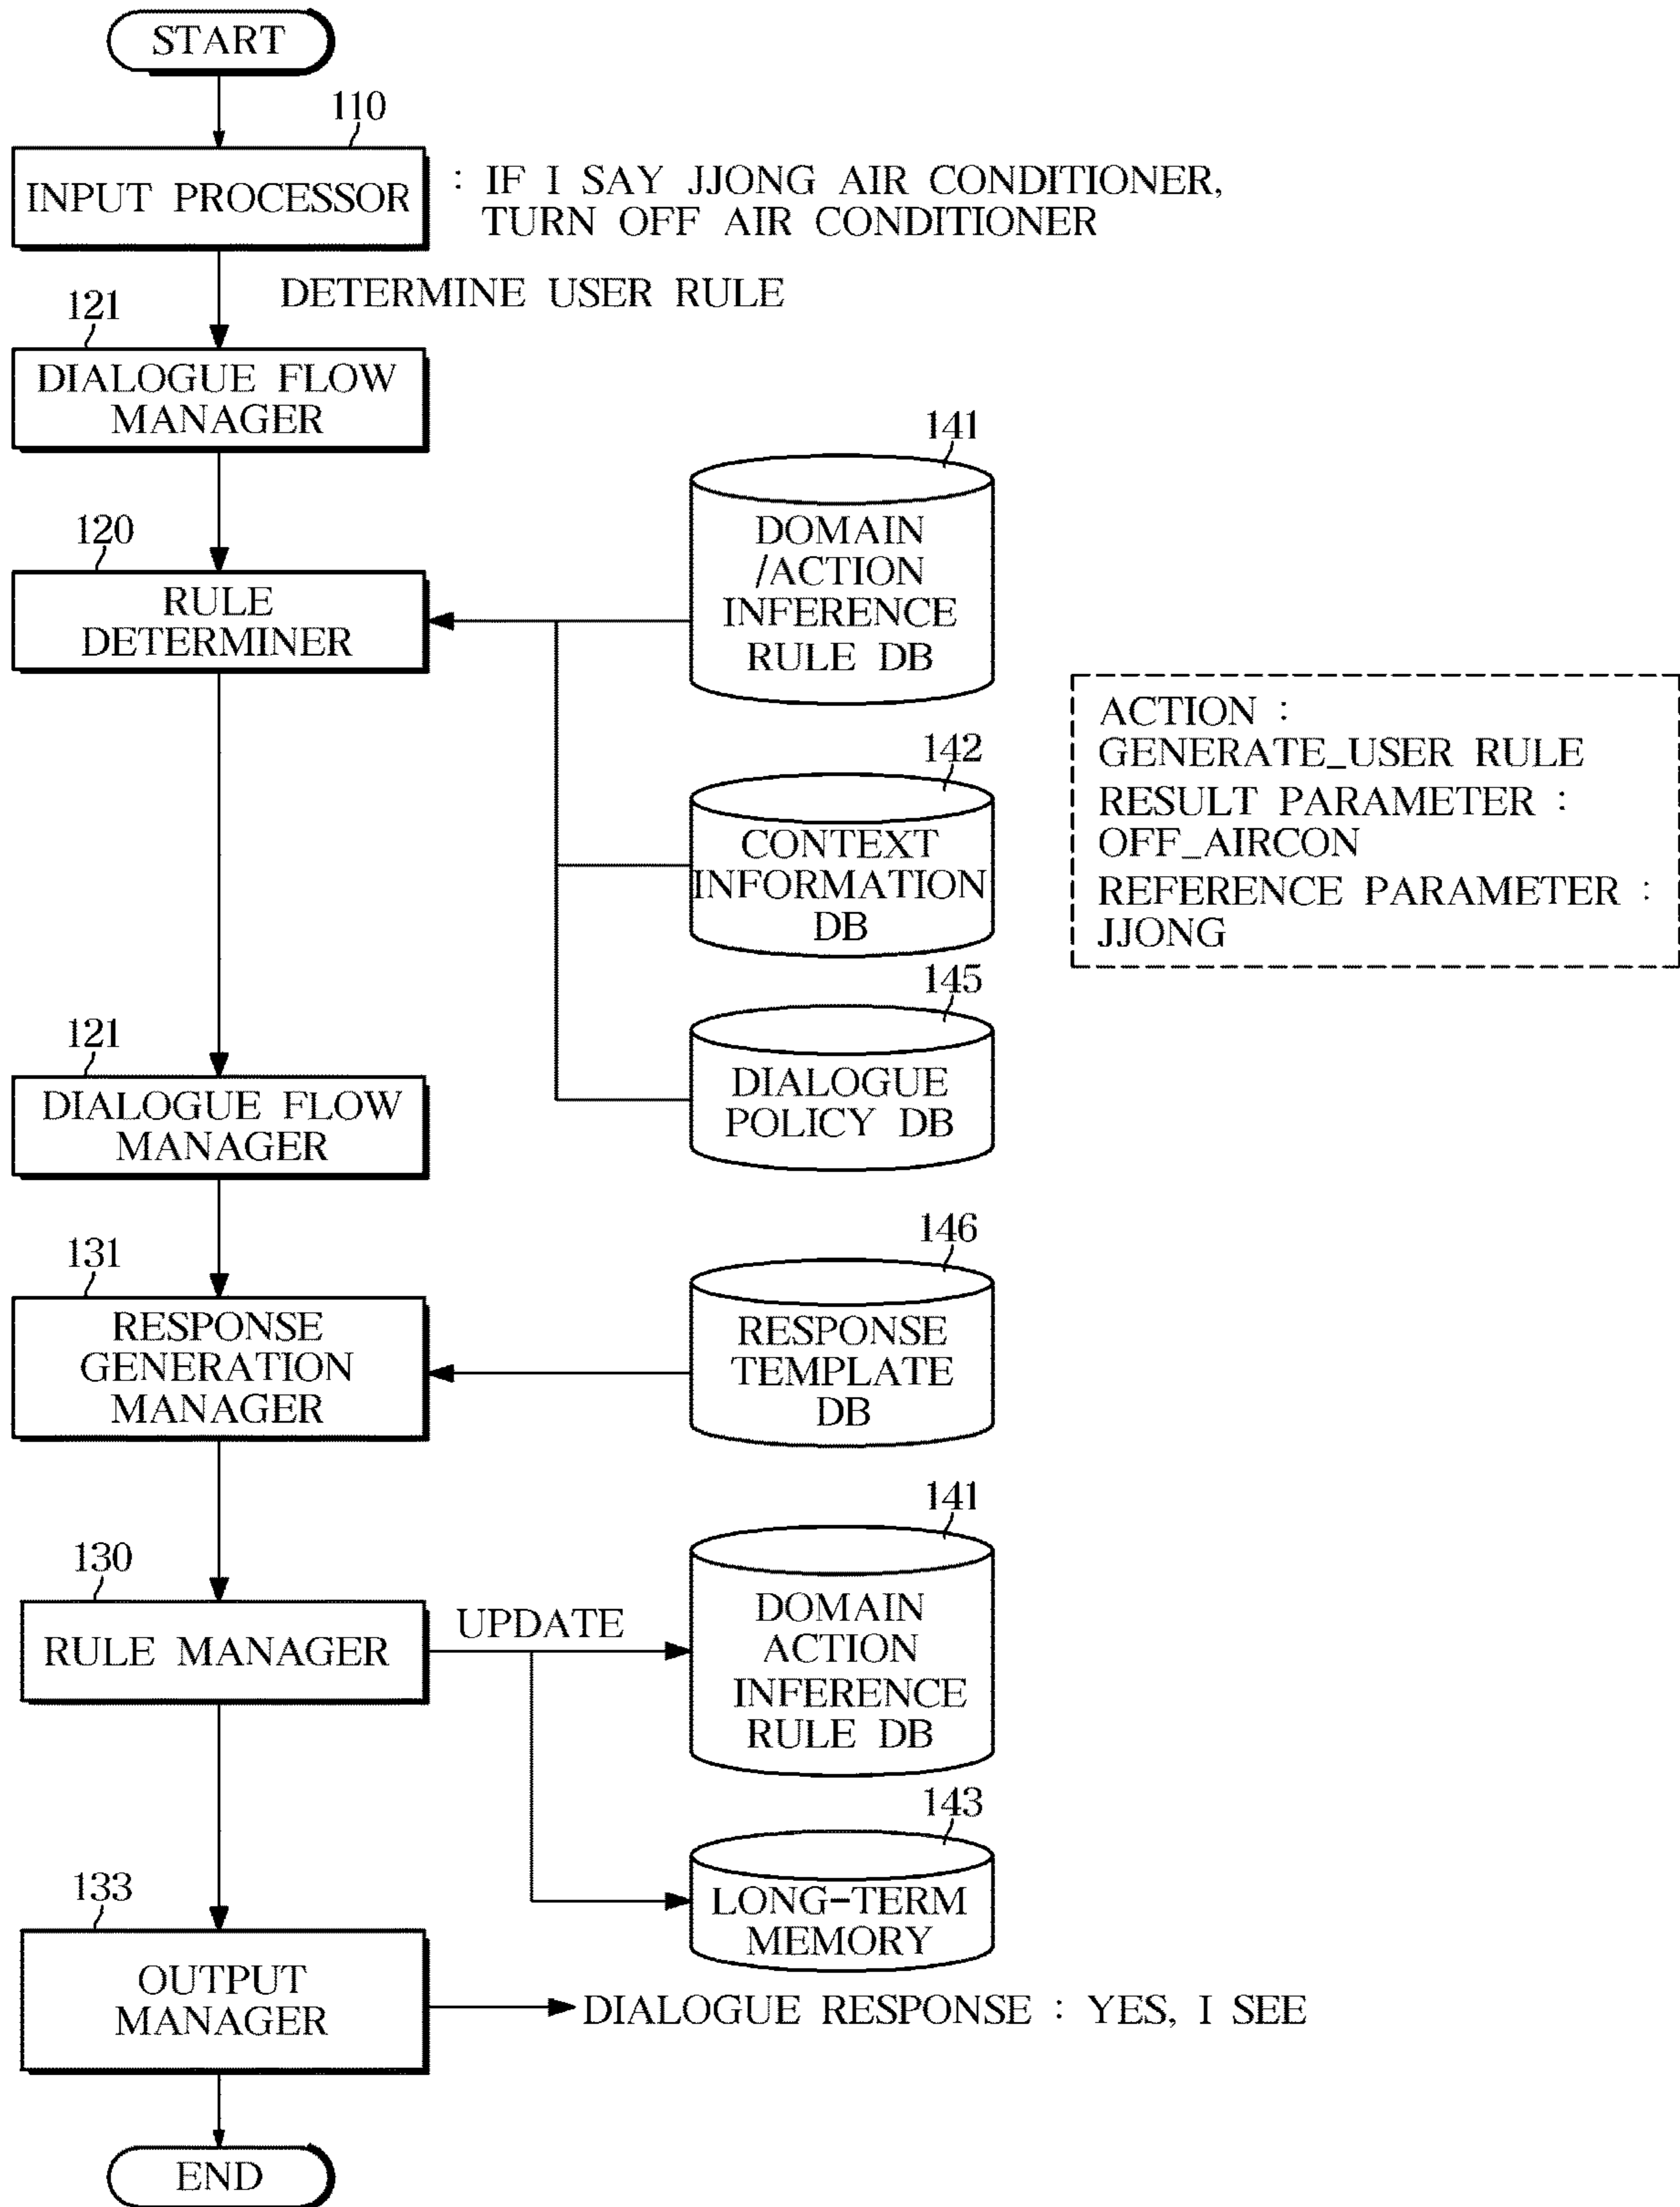 START
110
INPUT PROCESSOR
: IF I SAY JJONG AIR CONDITIONER,
TURN OFF AIR CONDITIONER
DETERMINE USER RULE
121
DIALOGUE FLOW
MANAGER
120
RULE
DETERMINER
141
DOMAIN
/ACTION
INFERENCE
RULE DB
142
CONTEXT
INFORMATION
DB
145
DIALOGUE
POLICY DB
ACTION :
GENERATE_USER RULE
RESULT PARAMETER :
OFF_AIRCON
REFERENCE PARAMETER :
JJONG
121
DIALOGUE FLOW
MANAGER
131
RESPONSE
GENERATION
MANAGER
146
RESPONSE
TEMPLATE
DB
130
RULE MANAGER
UPDATE
141
DOMAIN
ACTION
INFERENCE
RULE DB
143
LONG-TERM
MEMORY
133
OUTPUT
MANAGER
DIALOGUE RESPONSE : YES, I SEE
END